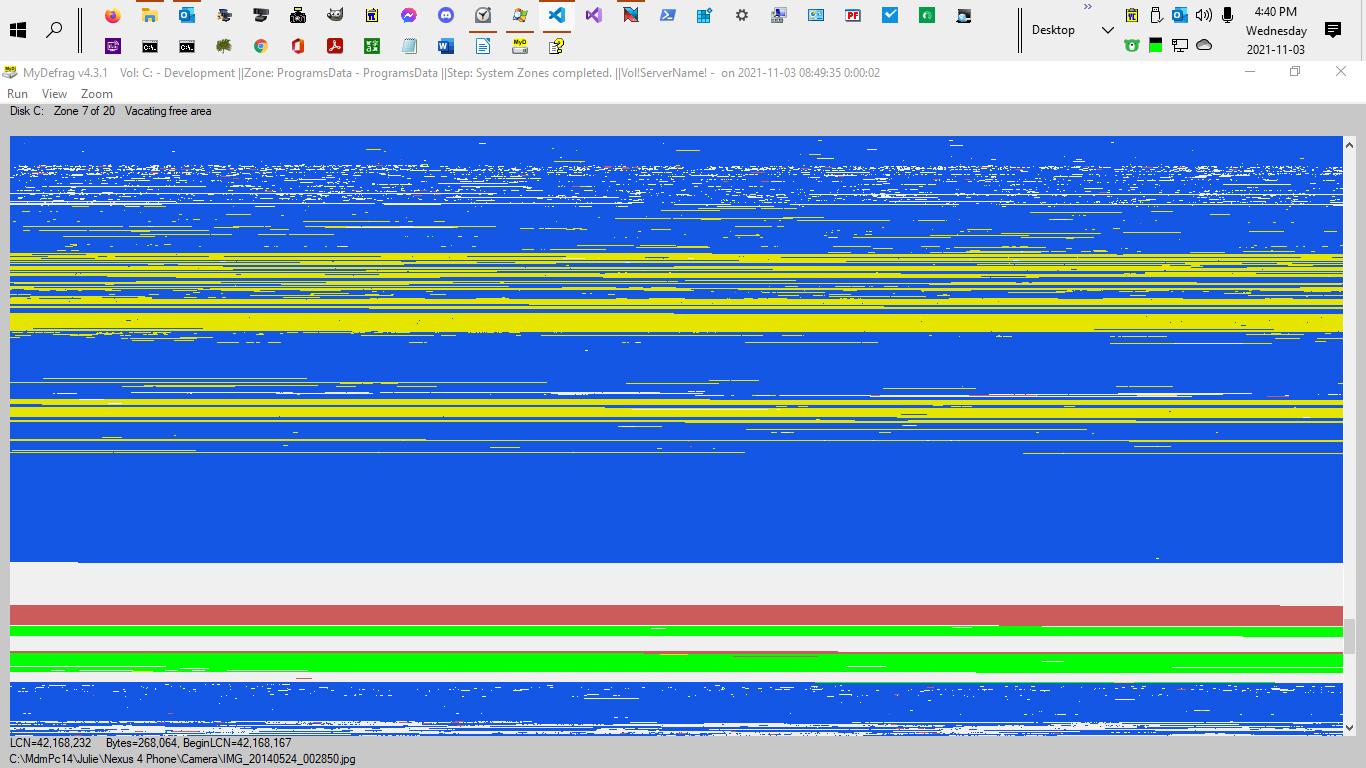 4:40 PM
Desktop
Wednesday
2021-11-03
MyDefrag v4.3.1 Vol: C: - Development ||Zone: ProgramsData - ProgramsData ||Step: System Zones completed. ||Vol!ServerName! - on 2021-11-03 08:49:35 0:00:02
Run View Zoom
Disk C: Zone 7 of 20 Vacating free area
LCN=42,168,232 Bytes=268,064, BeginLCN=42,168,167
C:\MdmPc14\Julie\Nexus 4 Phone\Camera\IMG_20140524_002850.jpg